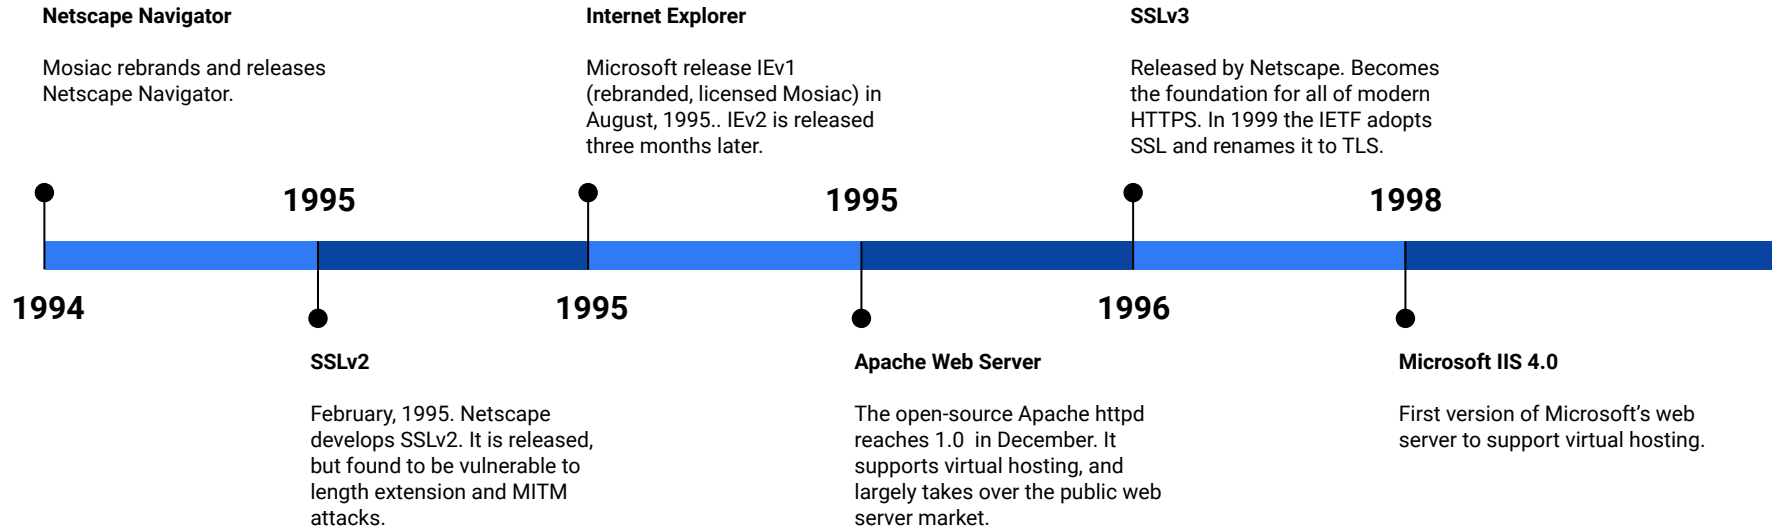 Netscape Navigator
Mosiac rebrands and releases
Netscape Navigator.
1994
1995
SSLv2
February, 1995. Netscape
develops SSLv2. It is released,
but found to be vulnerable to
length extension and MITM
attacks.
Internet Explorer
Microsoft release IEv1
(rebranded, licensed Mosiac) in
August, 1995.. IEv2 is released
three months later.
1995
1995
Apache Web Server
The open-source Apache httpd
reaches 1.0  in December. It
supports virtual hosting, and
largely takes over the public web
server market.
SSLv3
Released by Netscape. Becomes
the foundation for all of modern
HTTPS. In 1999 the IETF adopts
SSL and renames it to TLS.
1996
1998
Microsoft IIS 4.0
First version of Microsoft’s web
server to support virtual hosting.